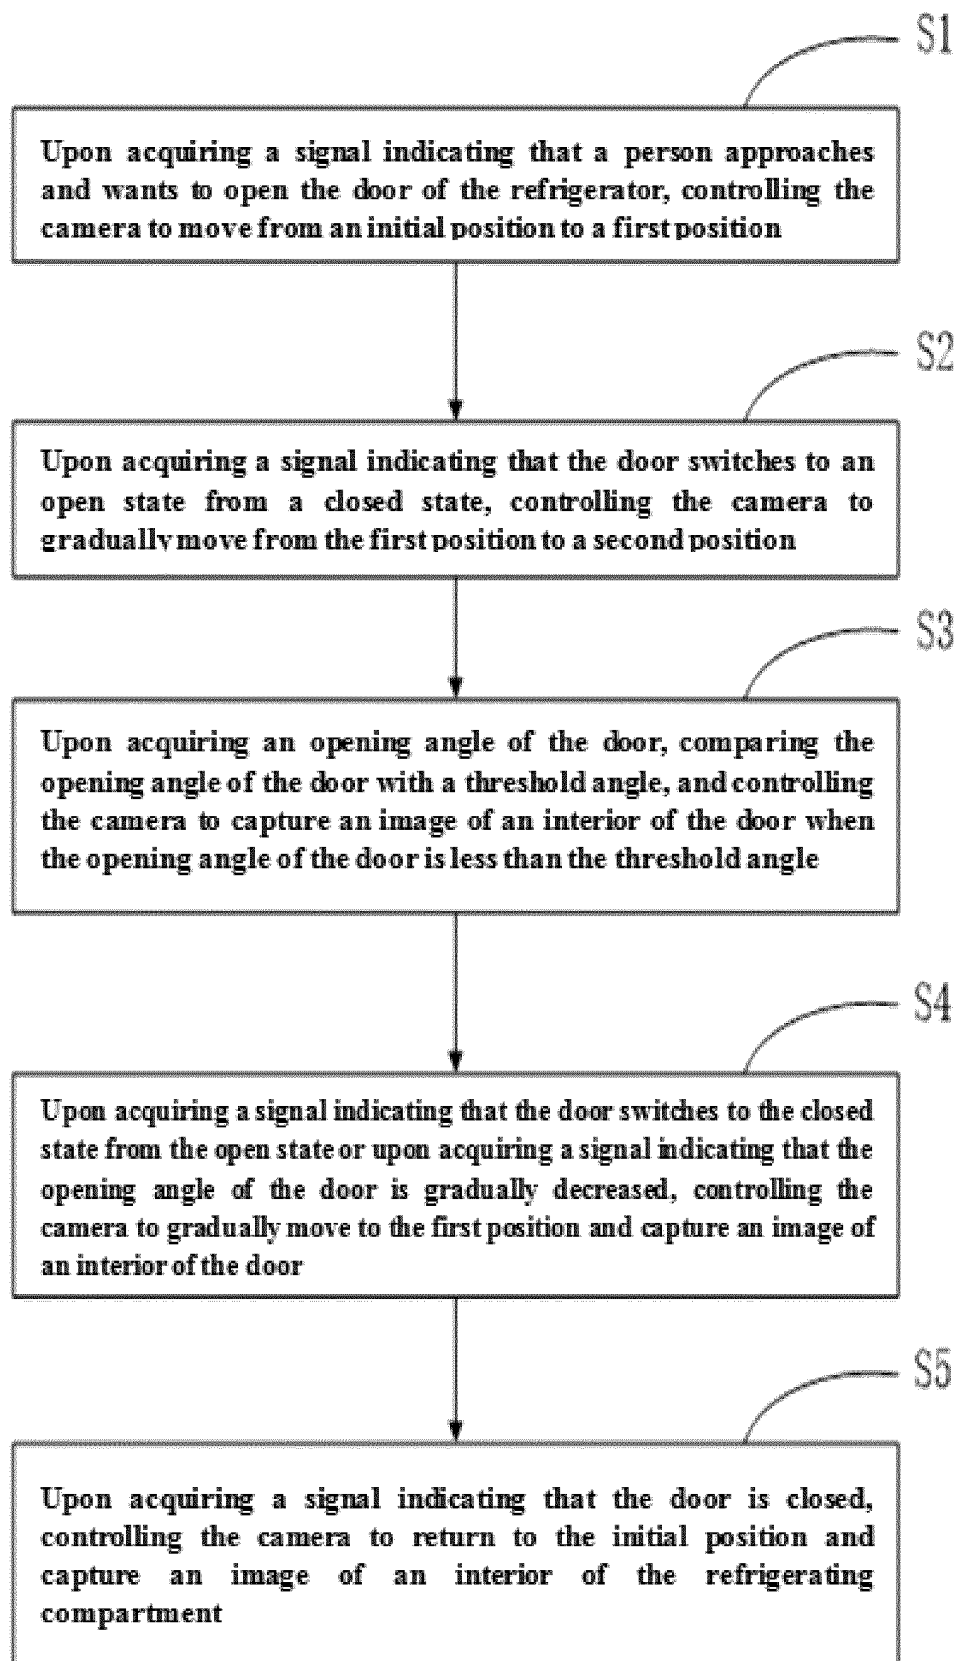 S1
Upon acquiring a signal indicating that a person approaches
and wants to open the door of the refrigerator, controlling the
camera to move from an initial position to a first position
S2
Upon acquiring a signal indicating that the door switches to an
open state from a closed state, controlling the camera to
gradually move from the first position to a second position
S3
Upon acquiring an opening angle of the door, comparing the
opening angle of the door with a threshold angle, and controlling
the camera to capture an image of an interior of the door when
the opening angle of the door is less than the threshold angle
S4
Upon acquiring a signal indicating that the door switches to the closed
state from the open state or upon acquiring a signal indicating that the
opening angle of the door is gradually decreased, controlling the
camera to gradually move to the first position and capture an image of
an interior of the door
S5
Upon acquiring a signal indicating that the door is closed,
controlling the camera to return to the initial position and
capture an image of an interior of the refrigerating
compartment